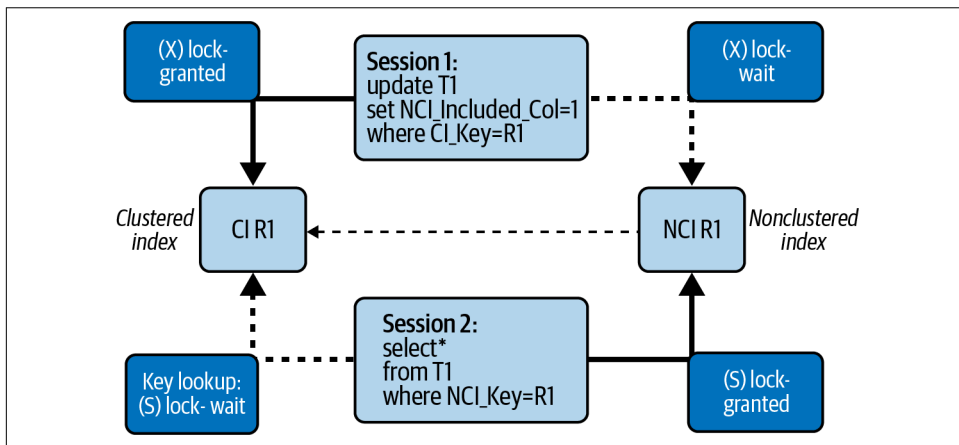 (X) lock-
granted
Session 1:
update T1
set NCI_Included_Col=1
where CI_Key=R1
(X) lock-
wait
Clustered
index
CI R1
NCI R1
Nonclustered
index
Key lookup:
(S) lock- wait
Session 2:
select*
from T1
where NCI_Key=R1
(S) lock-
granted